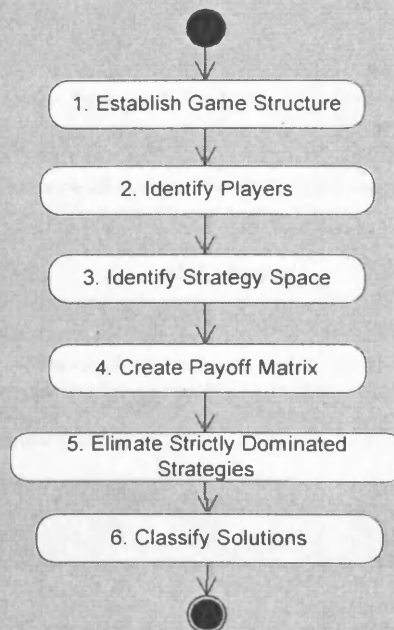 1. Establish Game Structure
2. Identify Players
3. Identify Strategy Space
4. Create Payoff Matrix
5. Elimate Strictly Dominated
Strategies
6. Classify Solutions